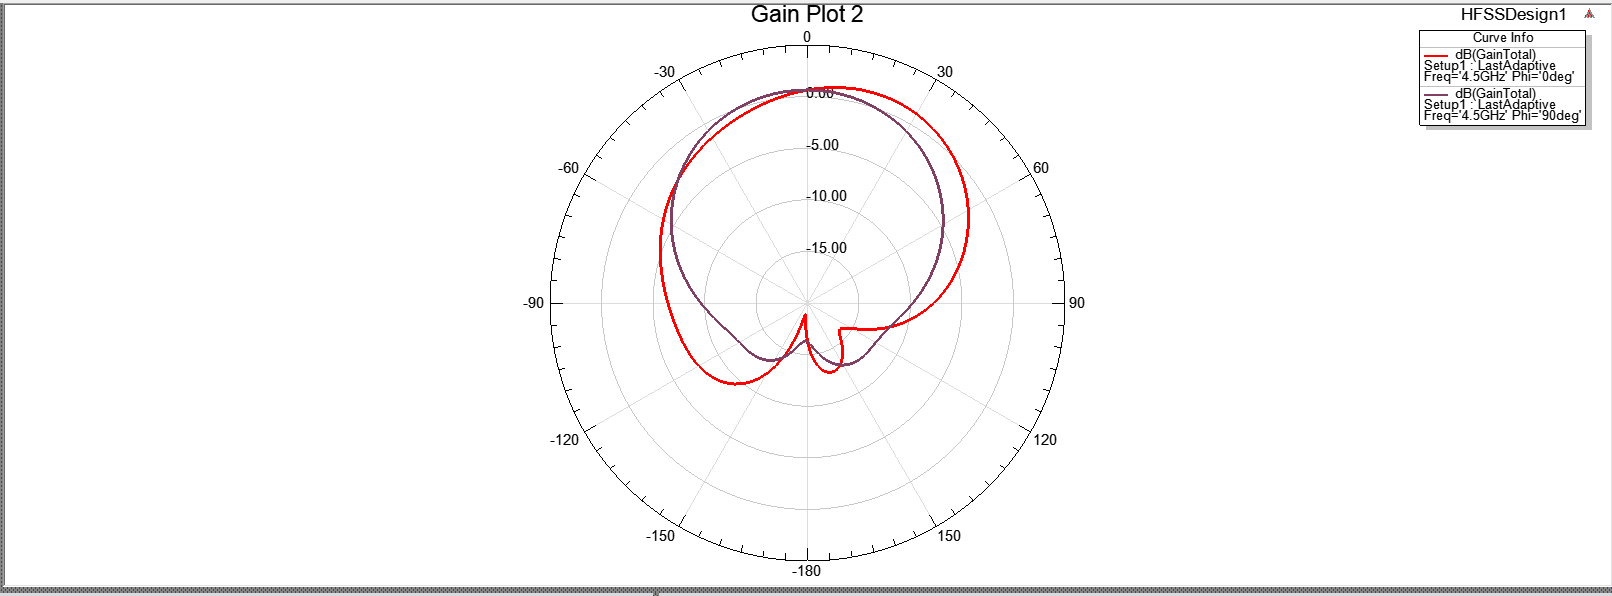 Gain Plot 2
HFSSDesign1
Curve Info
dB(GainTotal)
Setup1 : LastAdaptive
Freq='4.5GHz' Phi='0deg'
dB(GainTotal)
Setup1 : LastAdaptive
Freq='4.5GHz' Phi='90deg'
0
-30
30
0.00
-5.00
-60
60
-10.00
-15.00
-90
90
-120
120
-150
150
-180